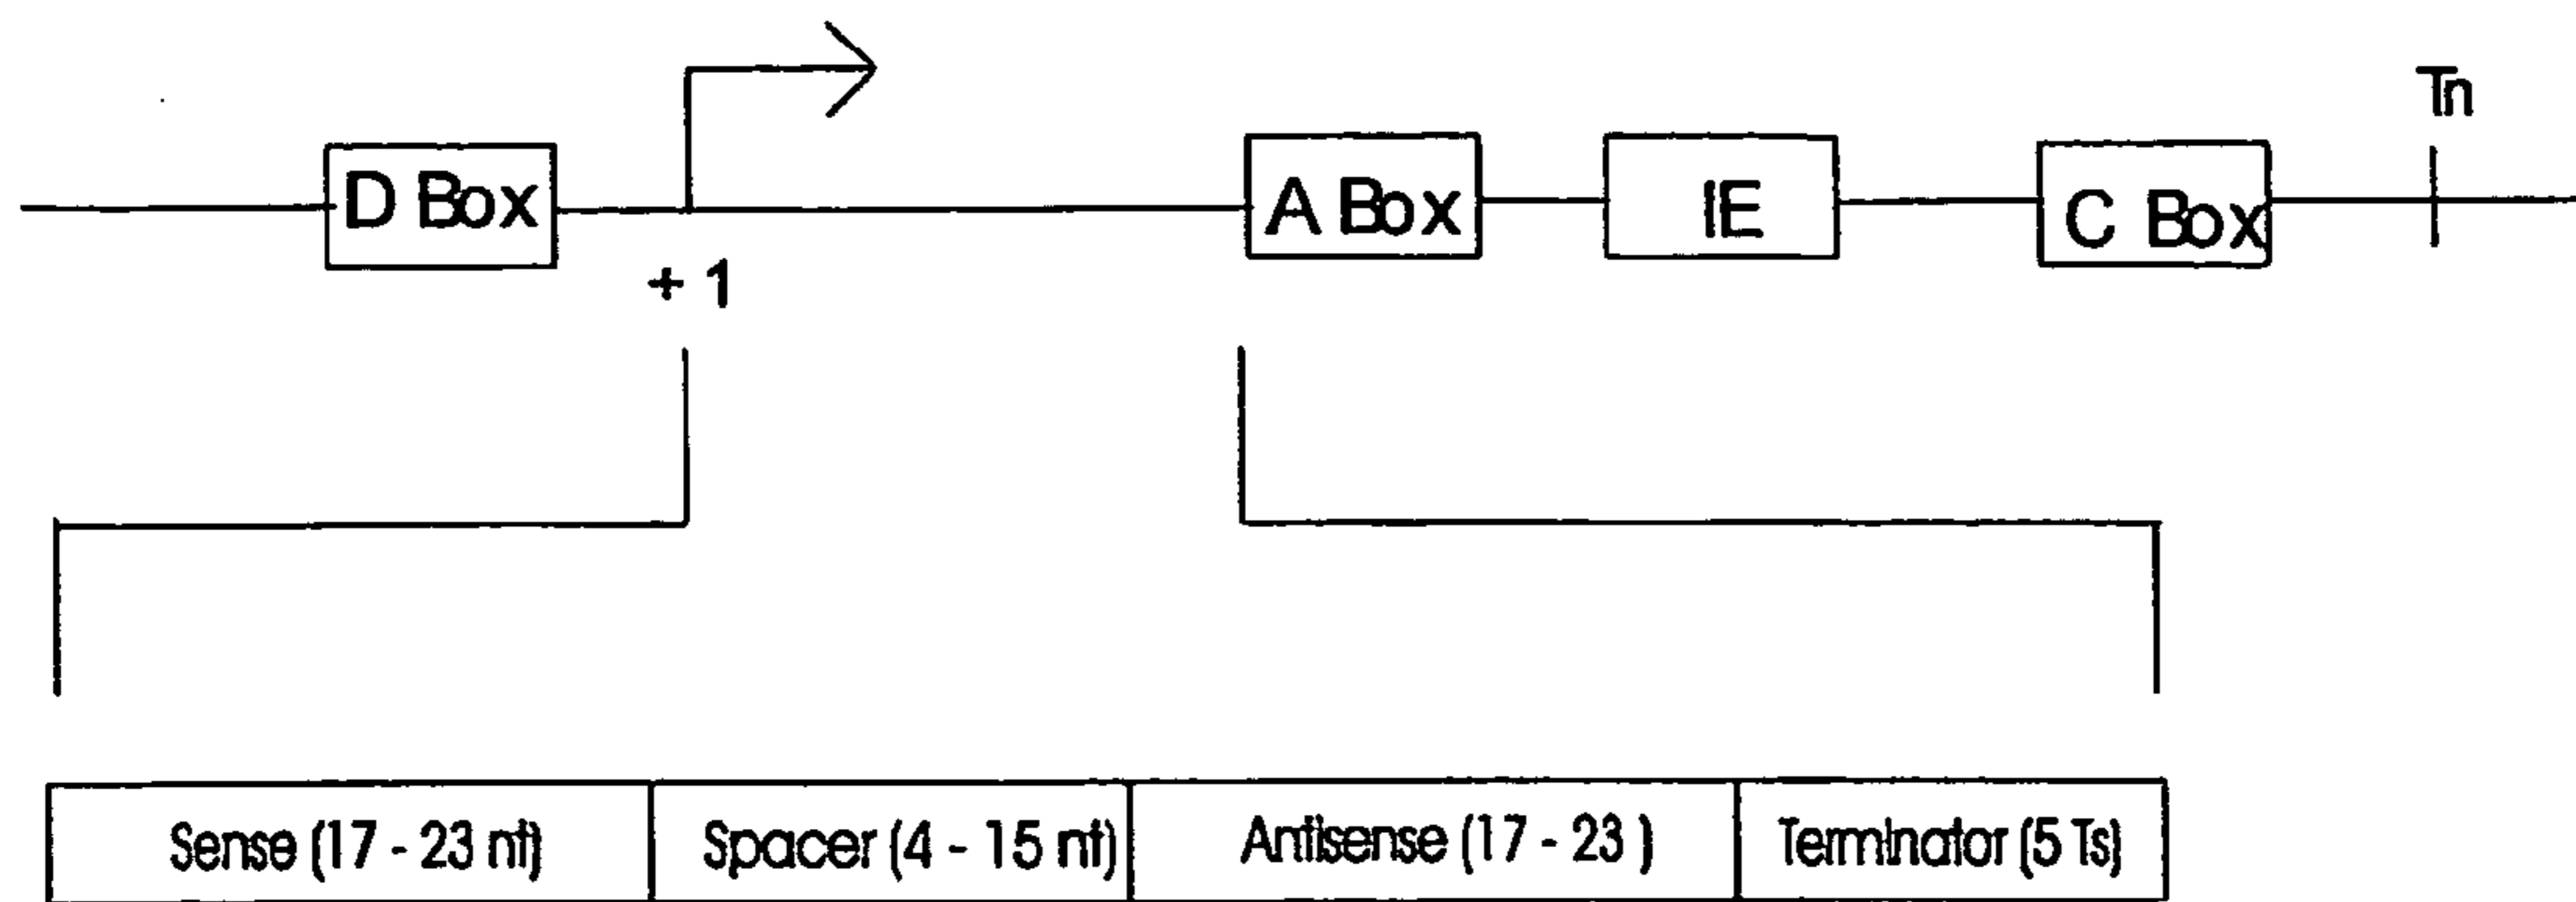 Tn
D Box A Box IE C Box
+ 1
Sense (17 - 23 nt) Spacer (4 - 15 nt) Antisense (17 - 23 ) Terminator (5 Ts)